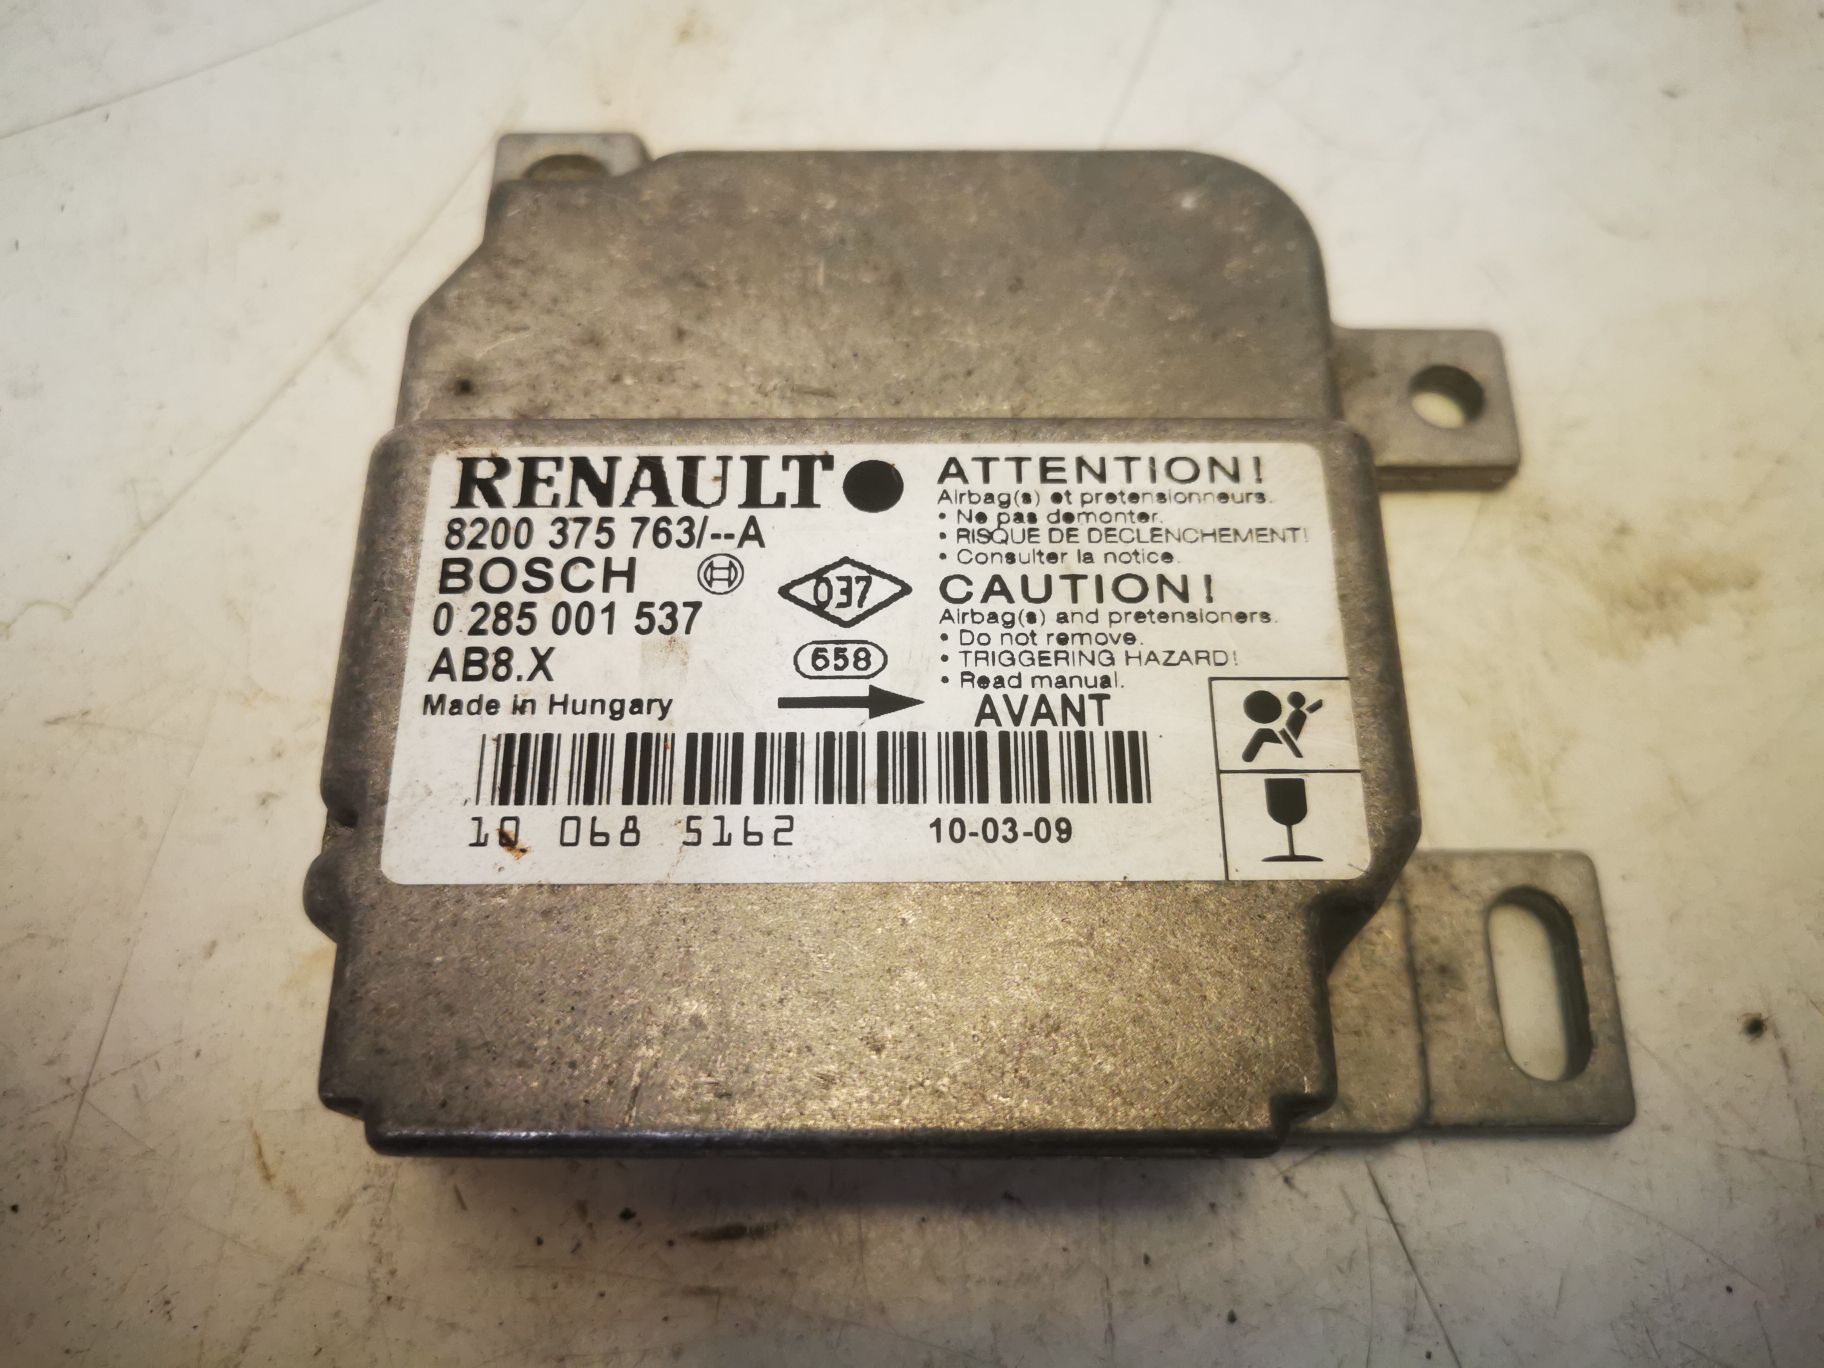 RENAULT
8200 375 763/--A
BOSCH
0 285 001 537
AB8.X
Made in Hungary
037
658
ATTENTION!
Airbag(s) et pretensionneurs.
• Ne pas demonter.
• RISQUE DE DECLENCHEMENT!
• Consulter la notice.
CAUTION!
Airbag(s) and pretensioners.
• Do not remove.
• TRIGGERING HAZARD!
• Read manual.
AVANT
10 068 5162
10-03-09